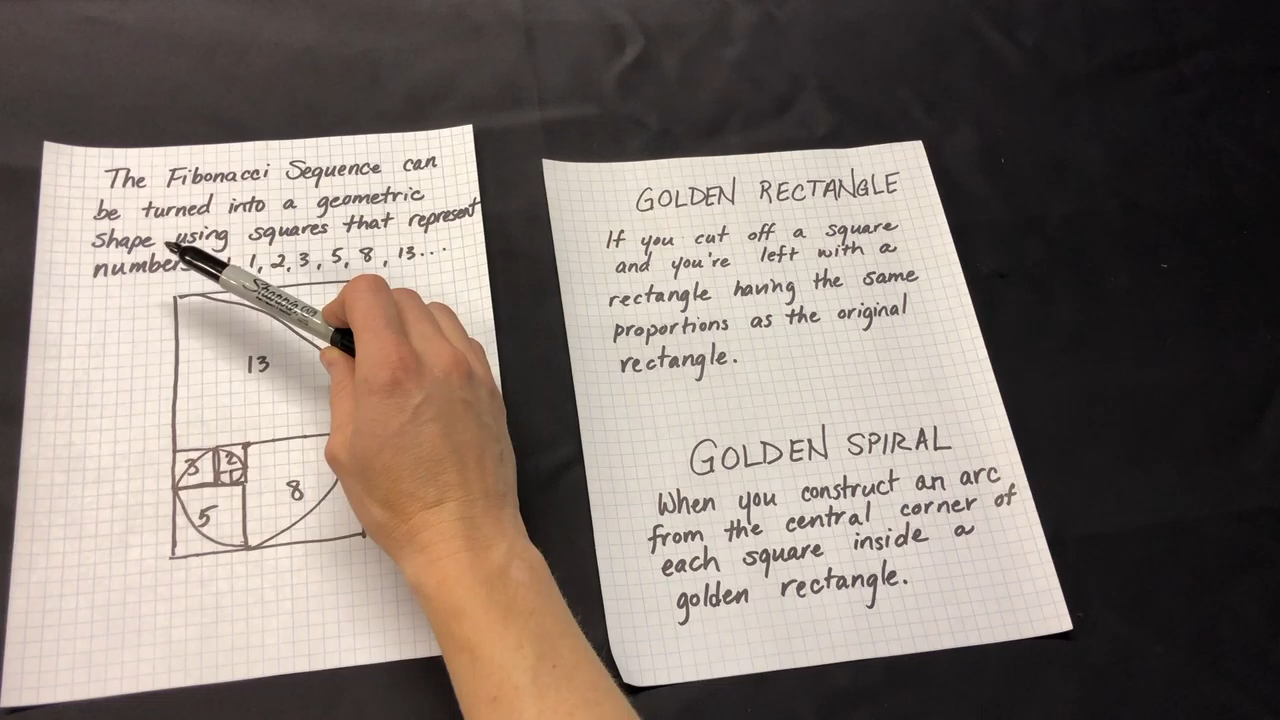 The Fibonacci Sequence can
be turned into a geometric
shape using squares that represent
numbers 1, 2, 3, 5, 8, 13...
Sharpie
13
3
2
1
8
5
GOLDEN RECTANGLE
If you cut off a square
and you're left with a
rectangle having the same
proportions as the original
rectangle.
GOLDEN SPIRAL
When you construct an arc
from the central corner of
each square inside a
golden rectangle.